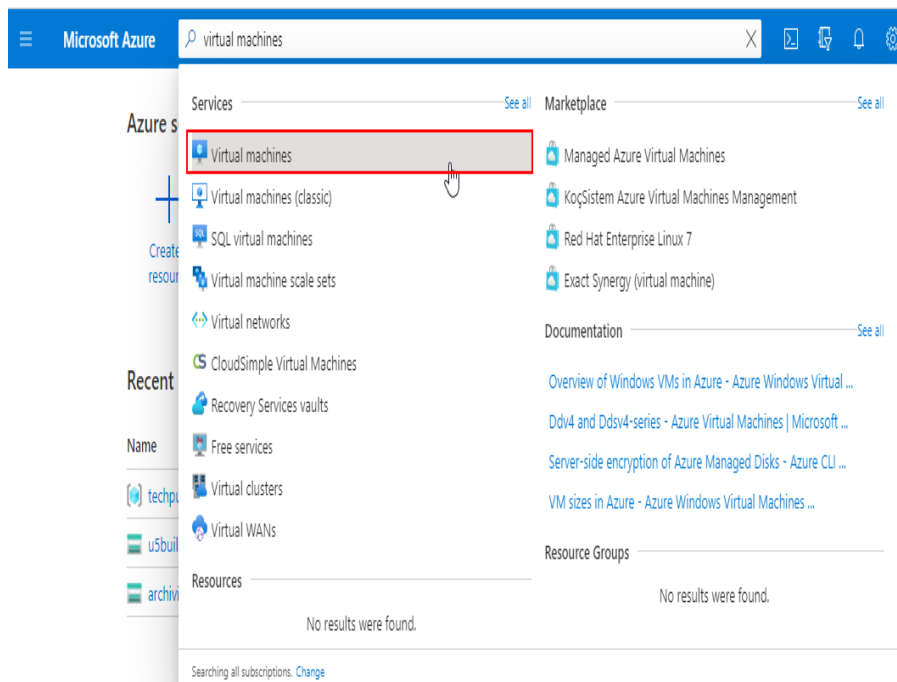 Microsoft Azure
virtual machines
Azure s
Create
resour
Recent
Name
techpu
u5buil
archivi
Services
See all
Virtual machines
Virtual machines (classic)
SQL
SQL virtual machines
Virtual machine scale sets
Virtual networks
CS
CloudSimple Virtual Machines
Recovery Services vaults
Free services
Virtual clusters
Virtual WANs
Resources
No results were found.
Marketplace
See all
Managed Azure Virtual Machines
KoçSistem Azure Virtual Machines Management
Red Hat Enterprise Linux 7
Exact Synergy (virtual machine)
Documentation
See all
Overview of Windows VMs in Azure - Azure Windows Virtual ...
Ddv4 and Ddsv4-series - Azure Virtual Machines | Microsoft ...
Server-side encryption of Azure Managed Disks - Azure CLI ...
VM sizes in Azure - Azure Windows Virtual Machines ...
Resource Groups
No results were found.
Searching all subscriptions. Change